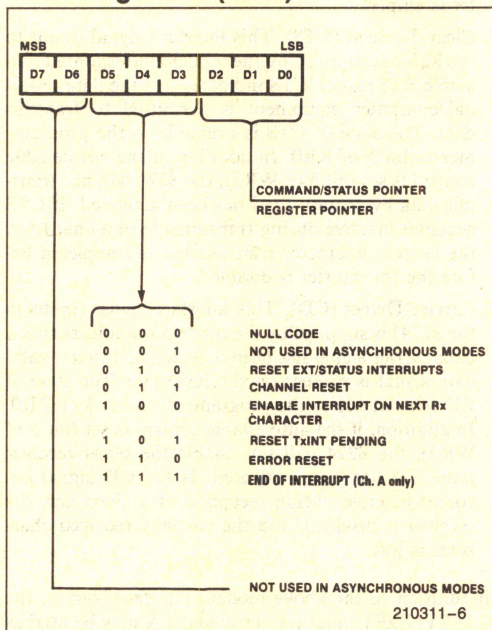 MSB LSB
D7 D6 D5 D4 D3 D2 D1 D0
COMMAND/STATUS POINTER
REGISTER POINTER
0 0 0 NULL CODE
0 0 1 NOT USED IN ASYNCHRONOUS MODES
0 1 0 RESET EXT/STATUS INTERRUPTS
0 1 1 CHANNEL RESET
1 0 0 ENABLE INTERRUPT ON NEXT Rx
CHARACTER
1 0 1 RESET TxINT PENDING
1 1 0 ERROR RESET
1 1 1 END OF INTERRUPT (Ch. A only)
NOT USED IN ASYNCHRONOUS MODES
210311-6